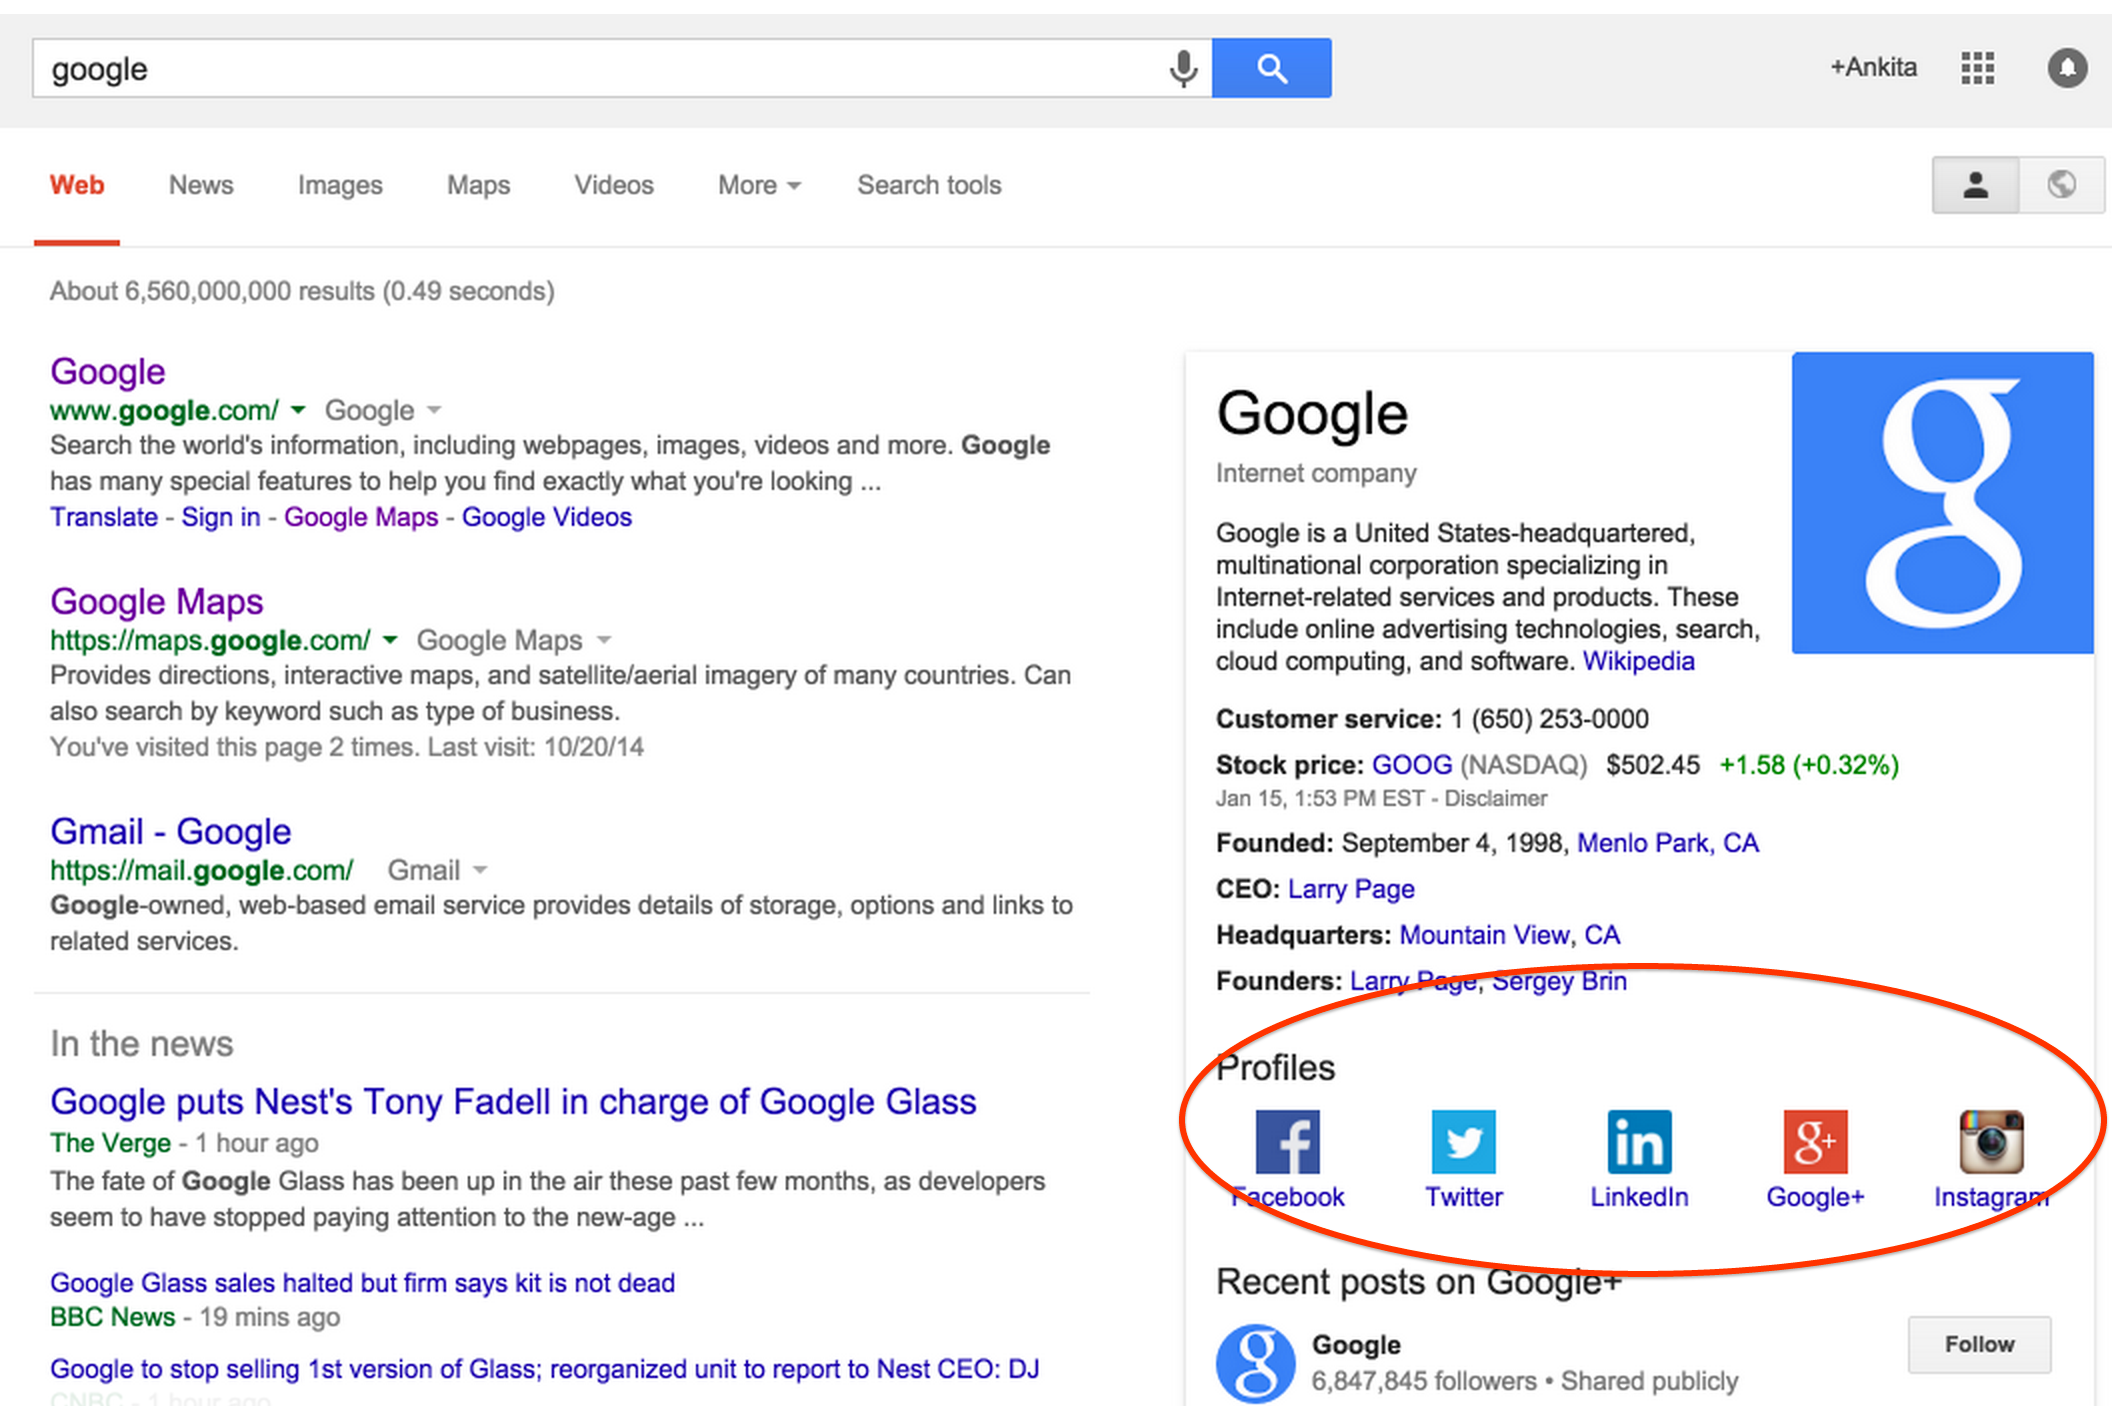 google
+Ankita
Web News Images Maps Videos More Search tools
About 6,560,000,000 results (0.49 seconds)
Google
www.google.com/ Google
Search the world's information, including webpages, images, videos and more. Google
has many special features to help you find exactly what you're looking ...
Translate - Sign in - Google Maps - Google Videos
Google Maps
https://maps.google.com/ Google Maps
Provides directions, interactive maps, and satellite/aerial imagery of many countries. Can
also search by keyword such as type of business.
You've visited this page 2 times. Last visit: 10/20/14
Gmail - Google
https://mail.google.com/ Gmail
Google-owned, web-based email service provides details of storage, options and links to
related services.
In the news
Google puts Nest's Tony Fadell in charge of Google Glass
The Verge - 1 hour ago
The fate of Google Glass has been up in the air these past few months, as developers
seem to have stopped paying attention to the new-age ...
Google Glass sales halted but firm says kit is not dead
BBC News - 19 mins ago
Google to stop selling 1st version of Glass; reorganized unit to report to Nest CEO: DJ
CNBC - 1 hour ago
Google
Internet company
g
Google is a United States-headquartered,
multinational corporation specializing in
Internet-related services and products. These
include online advertising technologies, search,
cloud computing, and software. Wikipedia
Customer service: 1 (650) 253-0000
Stock price: GOOG (NASDAQ) $502.45 +1.58 (+0.32%)
Jan 15, 1:53 PM EST - Disclaimer
Founded: September 4, 1998, Menlo Park, CA
CEO: Larry Page
Headquarters: Mountain View, CA
Founders: Larry Page, Sergey Brin
Profiles
f in g+
Facebook Twitter LinkedIn Google+ Instagram
Recent posts on Google+
g
Google
6,847,845 followers • Shared publicly
Follow